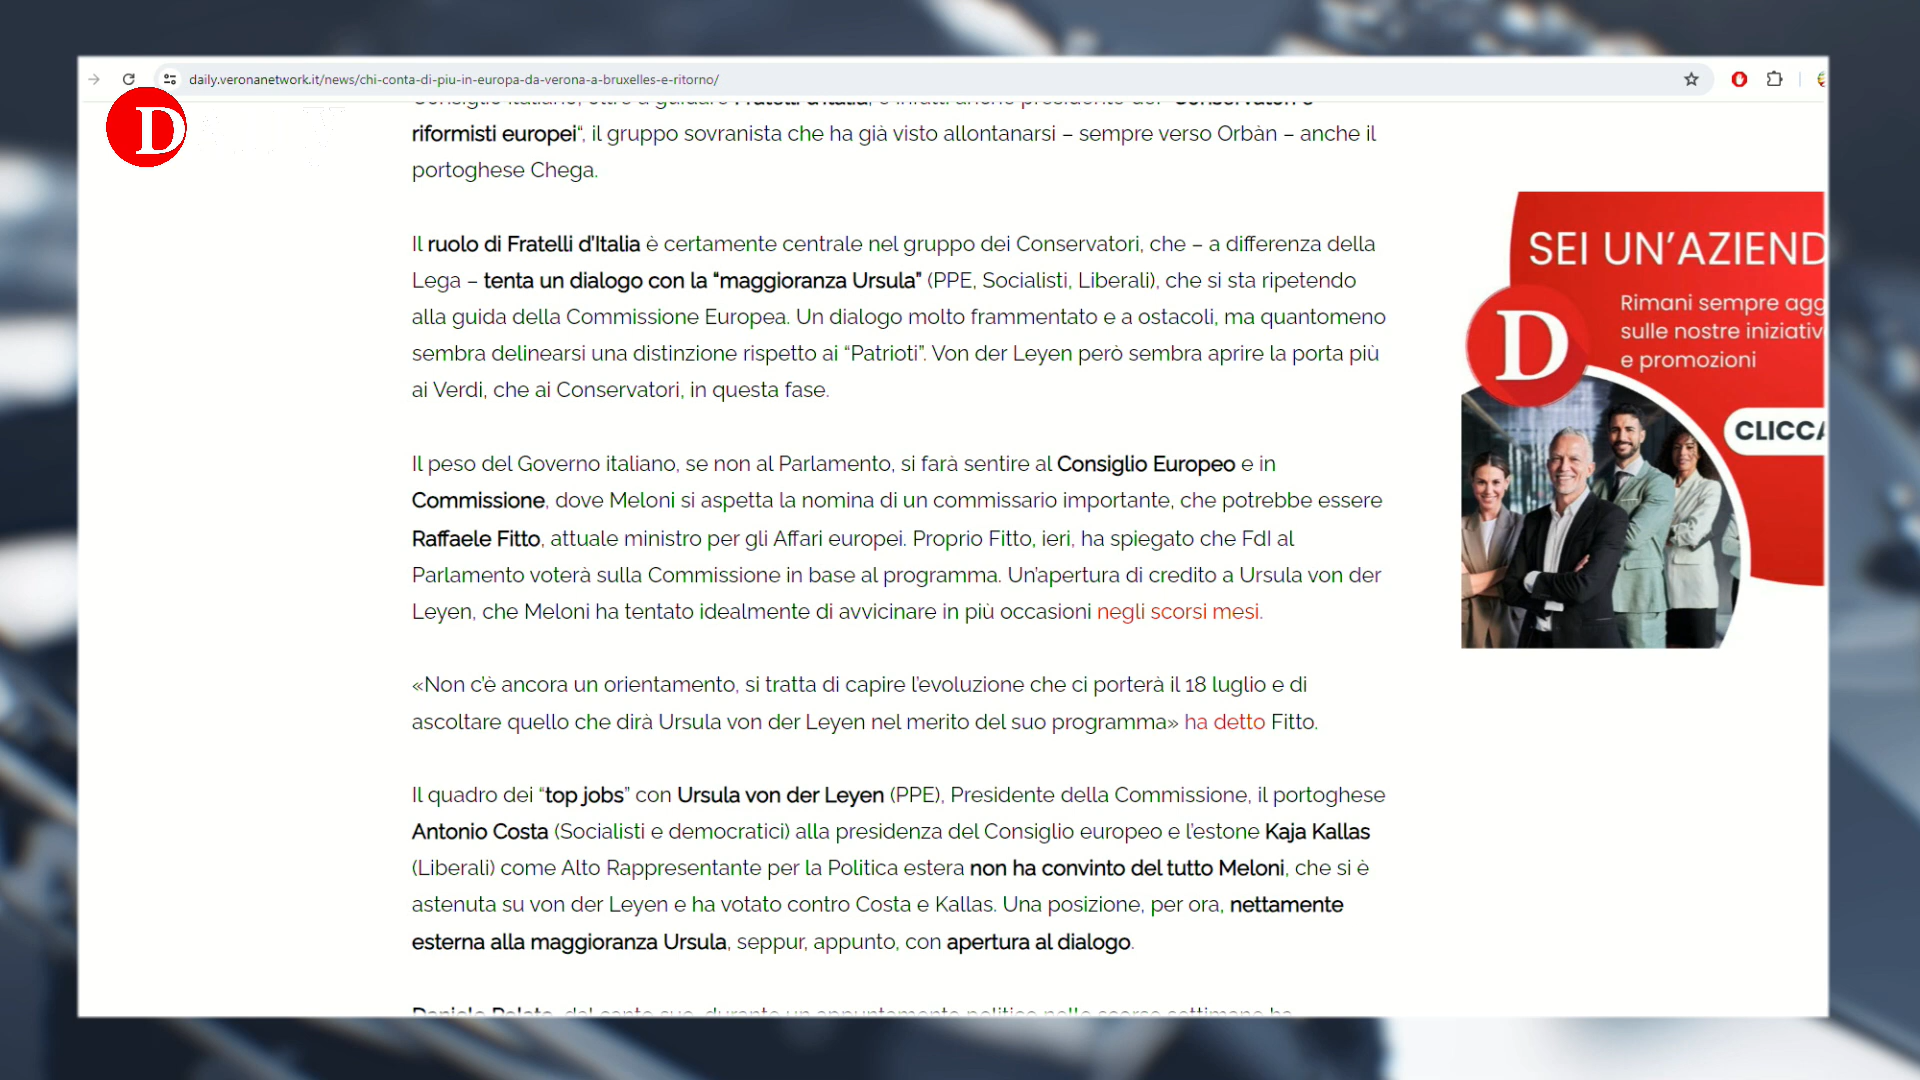 daily.veronanetwork.it/news/chi-conta-di-piu-in-europa-da-verona-a-bruxelles-e-ritorno/
D
Consiglio italiano, oltre a guidare Fratelli d'Italia, è infatti anche presidente dei “Conservatori e
riformisti europei“, il gruppo sovranista che ha già visto allontanarsi – sempre verso Orbàn – anche il
portoghese Chega.
Il ruolo di Fratelli d'Italia è certamente centrale nel gruppo dei Conservatori, che – a differenza della
Lega – tenta un dialogo con la “maggioranza Ursula” (PPE, Socialisti, Liberali), che si sta ripetendo
alla guida della Commissione Europea. Un dialogo molto frammentato e a ostacoli, ma quantomeno
sembra delinearsi una distinzione rispetto ai “Patrioti”. Von der Leyen però sembra aprire la porta più
ai Verdi, che ai Conservatori, in questa fase.
Il peso del Governo italiano, se non al Parlamento, si farà sentire al Consiglio Europeo e in
Commissione, dove Meloni si aspetta la nomina di un commissario importante, che potrebbe essere
Raffaele Fitto, attuale ministro per gli Affari europei. Proprio Fitto, ieri, ha spiegato che FdI al
Parlamento voterà sulla Commissione in base al programma. Un'apertura di credito a Ursula von der
Leyen, che Meloni ha tentato idealmente di avvicinare in più occasioni negli scorsi mesi.
«Non c'è ancora un orientamento, si tratta di capire l'evoluzione che ci porterà il 18 luglio e di
ascoltare quello che dirà Ursula von der Leyen nel merito del suo programma» ha detto Fitto.
Il quadro dei “top jobs” con Ursula von der Leyen (PPE), Presidente della Commissione, il portoghese
Antonio Costa (Socialisti e democratici) alla presidenza del Consiglio europeo e l'estone Kaja Kallas
(Liberali) come Alto Rappresentante per la Politica estera non ha convinto del tutto Meloni, che si è
astenuta su von der Leyen e ha votato contro Costa e Kallas. Una posizione, per ora, nettamente
esterna alla maggioranza Ursula, seppur, appunto, con apertura al dialogo.
SEI UN'AZIEND
Rimani sempre agg
sulle nostre iniziativ
e promozioni
D
CLICCA